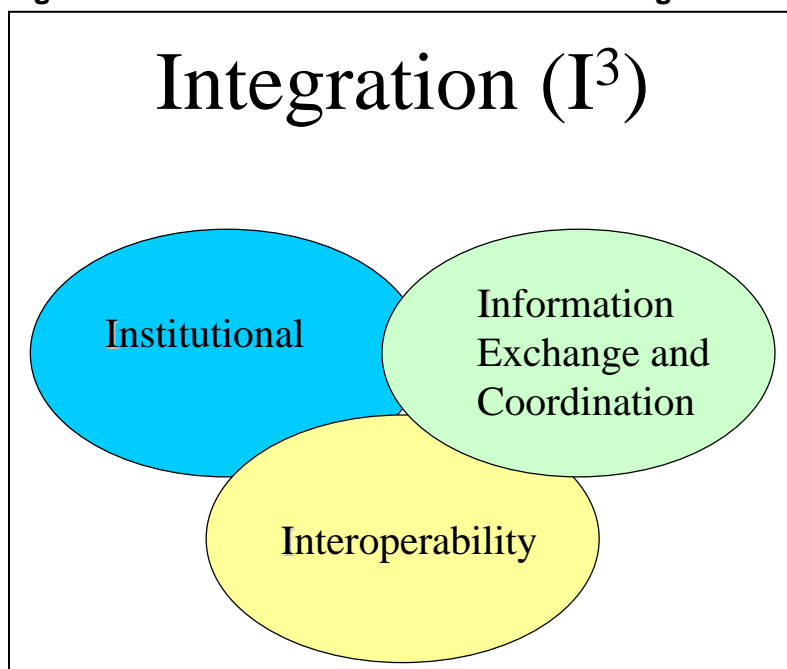 Integration (I³)
Institutional
Information
Exchange and
Coordination
Interoperability